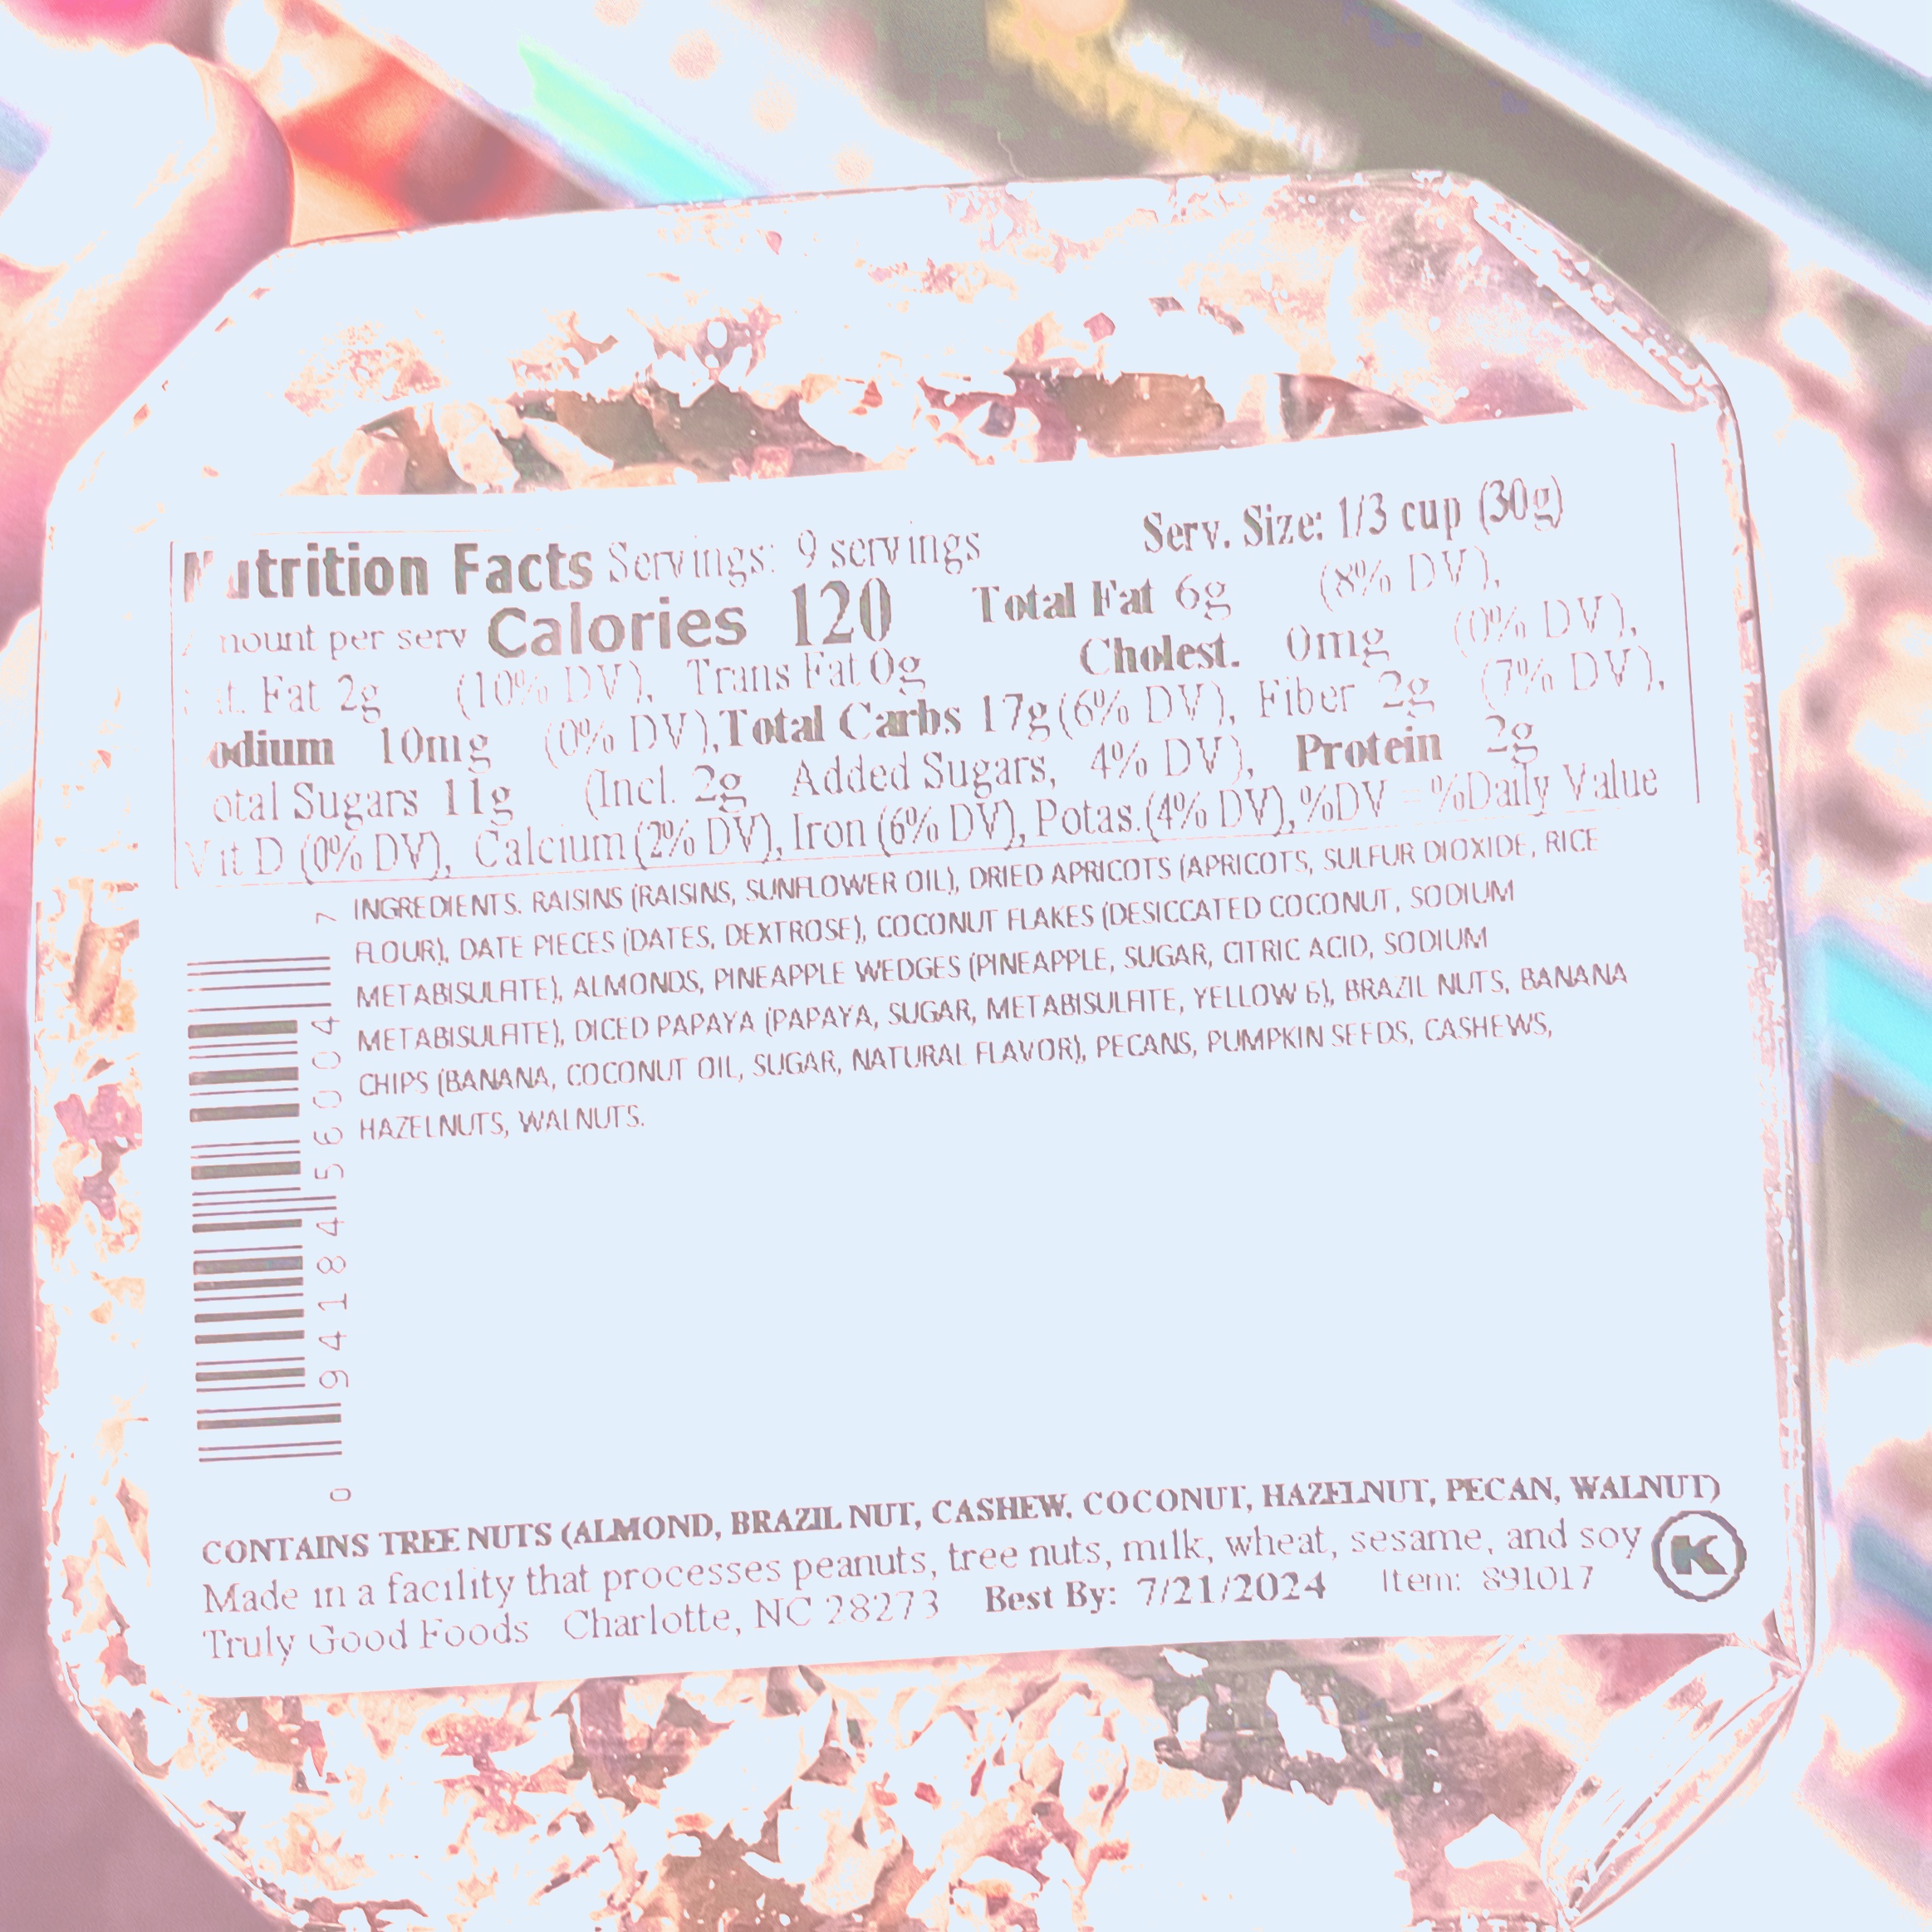 Nutrition Facts Servings: 9 servings Serv. Size: 1/3 cup (30g)
mount per serv Calories 120 Total Fat 6g (8% DV),
t. Fat 2g (10% DV), Trans Fat 0g Cholest. 0mg (0% DV),
odium 10mg (0% DV), Total Carbs 17g (6% DV), Fiber 2g (7% DV),
otal Sugars 11g (Incl. 2g Added Sugars, 4% DV), Protein 2g
Vit D (0% DV), Calcium (2% DV), Iron (6% DV), Potas. (4% DV), %DV = %Daily Value
INGREDIENTS. RAISINS (RAISINS, SUNFLOWER OIL), DRIED APRICOTS (APRICOTS, SULFUR DIOXIDE, RICE
FLOUR), DATE PIECES (DATES, DEXTROSE), COCONUT FLAKES (DESICCATED COCONUT, SODIUM
METABISULFITE), ALMONDS, PINEAPPLE WEDGES (PINEAPPLE, SUGAR, CITRIC ACID, SODIUM
METABISULFITE), DICED PAPAYA (PAPAYA, SUGAR, METABISULFITE, YELLOW 6), BRAZIL NUTS, BANANA
CHIPS (BANANA, COCONUT OIL, SUGAR, NATURAL FLAVOR), PECANS, PUMPKIN SEEDS, CASHEWS,
HAZELNUTS, WALNUTS.
0 94184 56004 7
CONTAINS TREE NUTS (ALMOND, BRAZIL NUT, CASHEW, COCONUT, HAZELNUT, PECAN, WALNUT)
Made in a facility that processes peanuts, tree nuts, milk, wheat, sesame, and soy K
Truly Good Foods Charlotte, NC 28273 Best By: 7/21/2024 Item: 891017